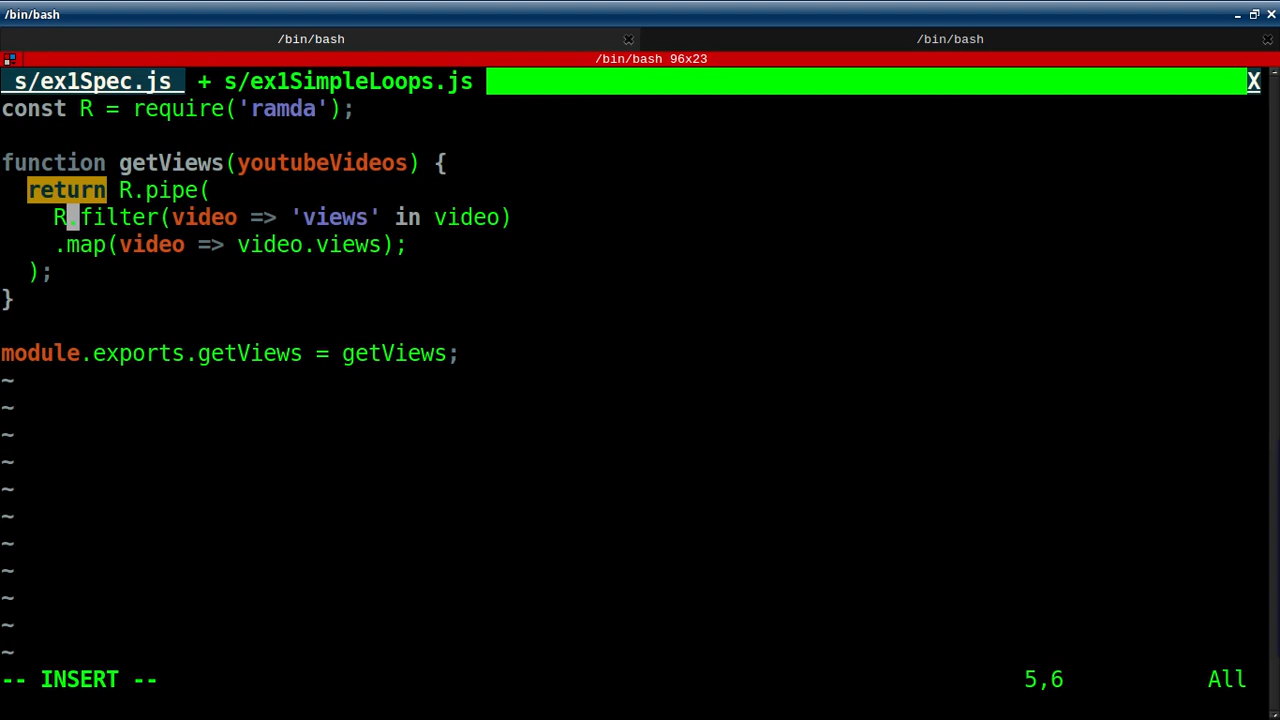 /bin/bash
/bin/bash /bin/bash
/bin/bash 96x23
s/ex1Spec.js + s/ex1SimpleLoops.js X
const R = require('ramda');
function getViews(youtubeVideos) {
  return R.pipe(
    R.filter(video => 'views' in video)
    .map(video => video.views);
  );
}
module.exports.getViews = getViews;
~
~
~
~
~
~
~
~
~
~
~
-- INSERT -- 5,6 All